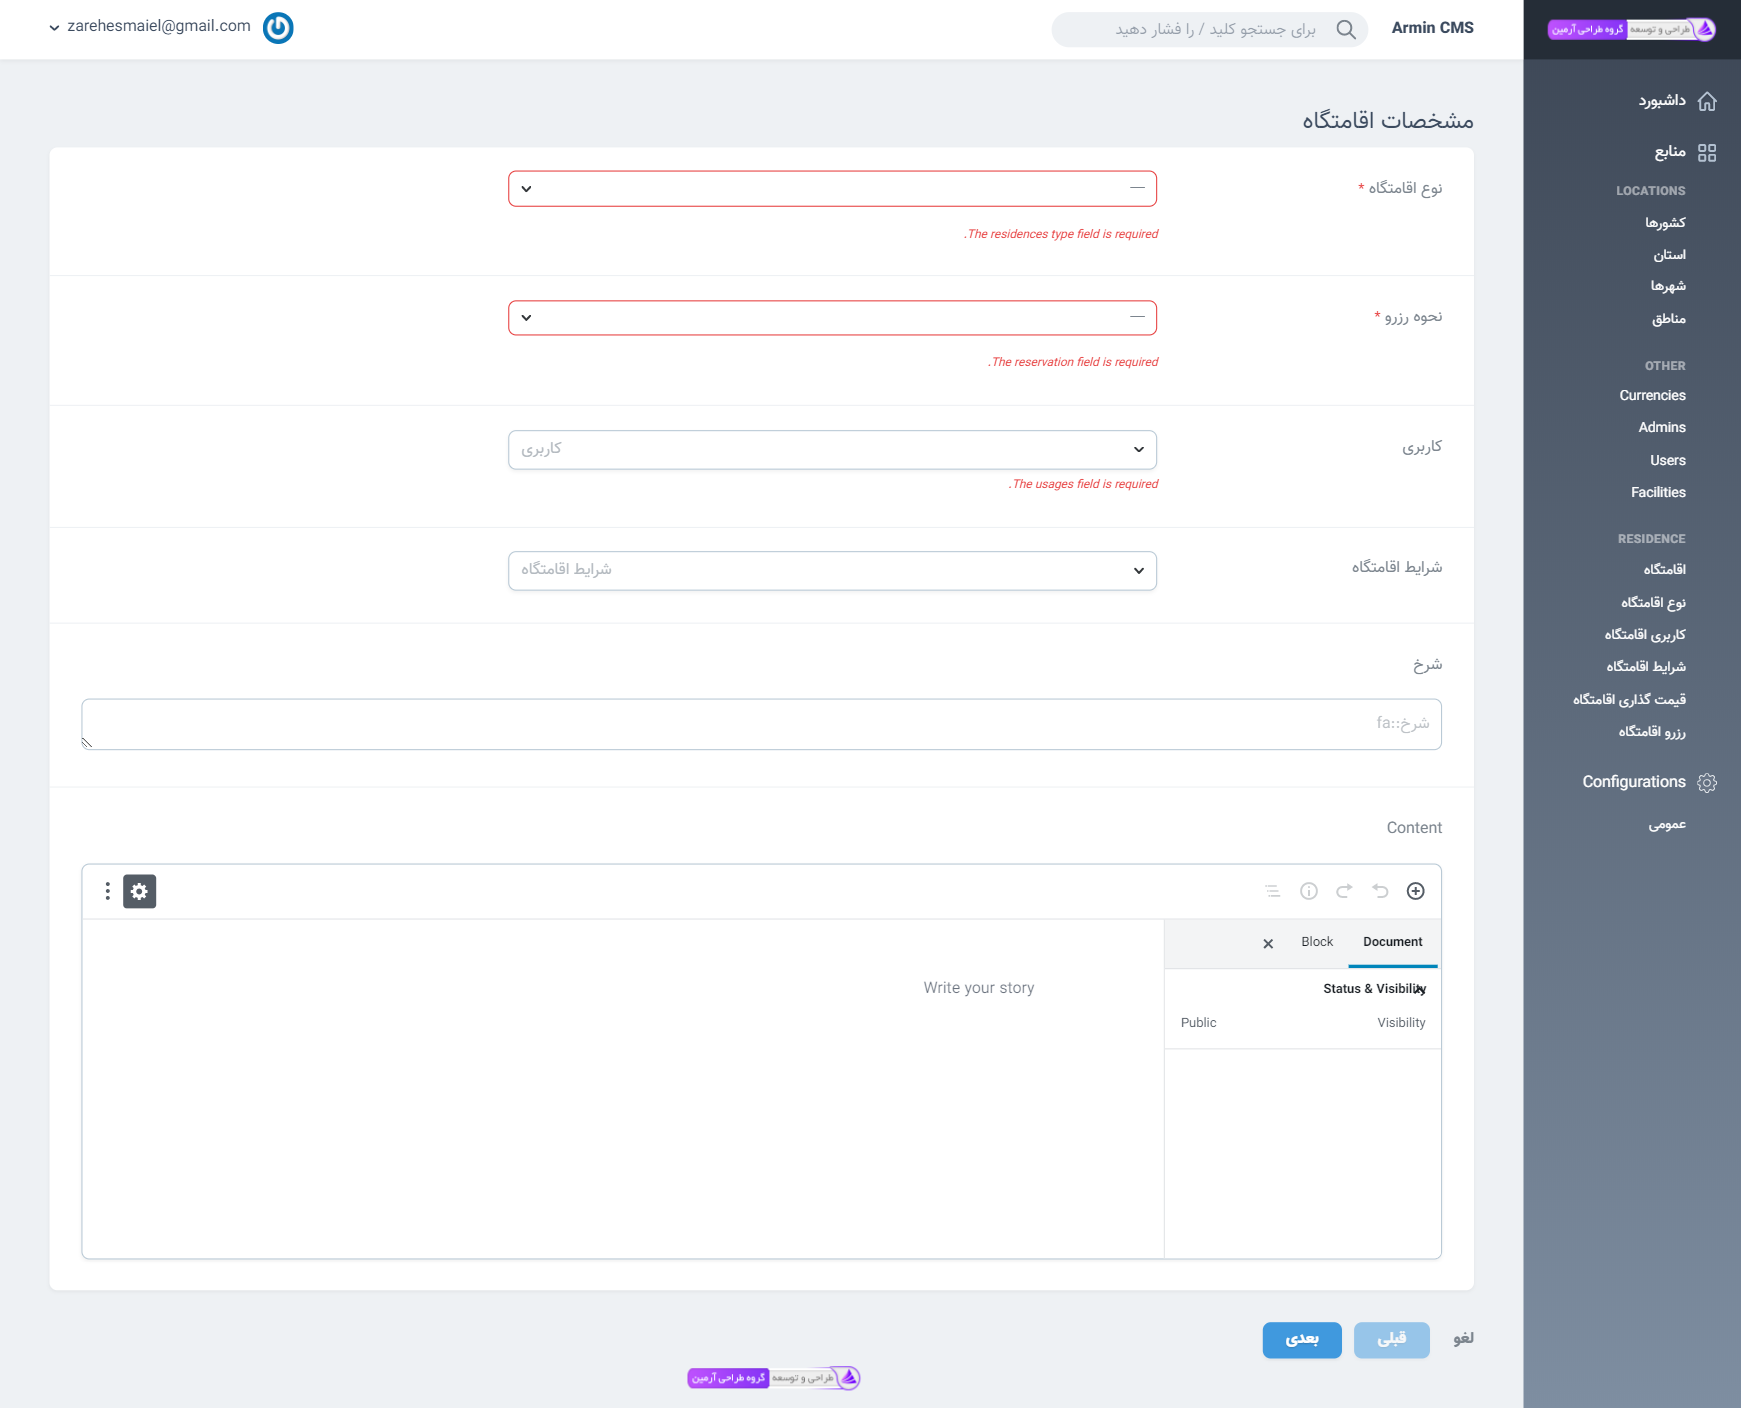 طراحی و توسعه گروه طراحی آرمین
Armin CMS
برای جستجو کلید / را فشار دهید
zarehesmaiel@gmail.com
داشبورد
منابع
LOCATIONS
کشورها
استان
شهرها
مناطق
OTHER
Currencies
Admins
Users
Facilities
RESIDENCE
اقامتگاه
نوع اقامتگاه
کاربری اقامتگاه
شرایط اقامتگاه
قیمت گذاری اقامتگاه
رزرو اقامتگاه
Configurations
عمومی
مشخصات اقامتگاه
نوع اقامتگاه *
—
.The residences type field is required
نحوه رزرو *
—
.The reservation field is required
کاربری
کاربری
.The usages field is required
شرایط اقامتگاه
شرایط اقامتگاه
شرخ
شرخ::fa
Content
Document Block
Status & Visibility
Visibility Public
Write your story
لغو قبلی بعدی
طراحی و توسعه گروه طراحی آرمین